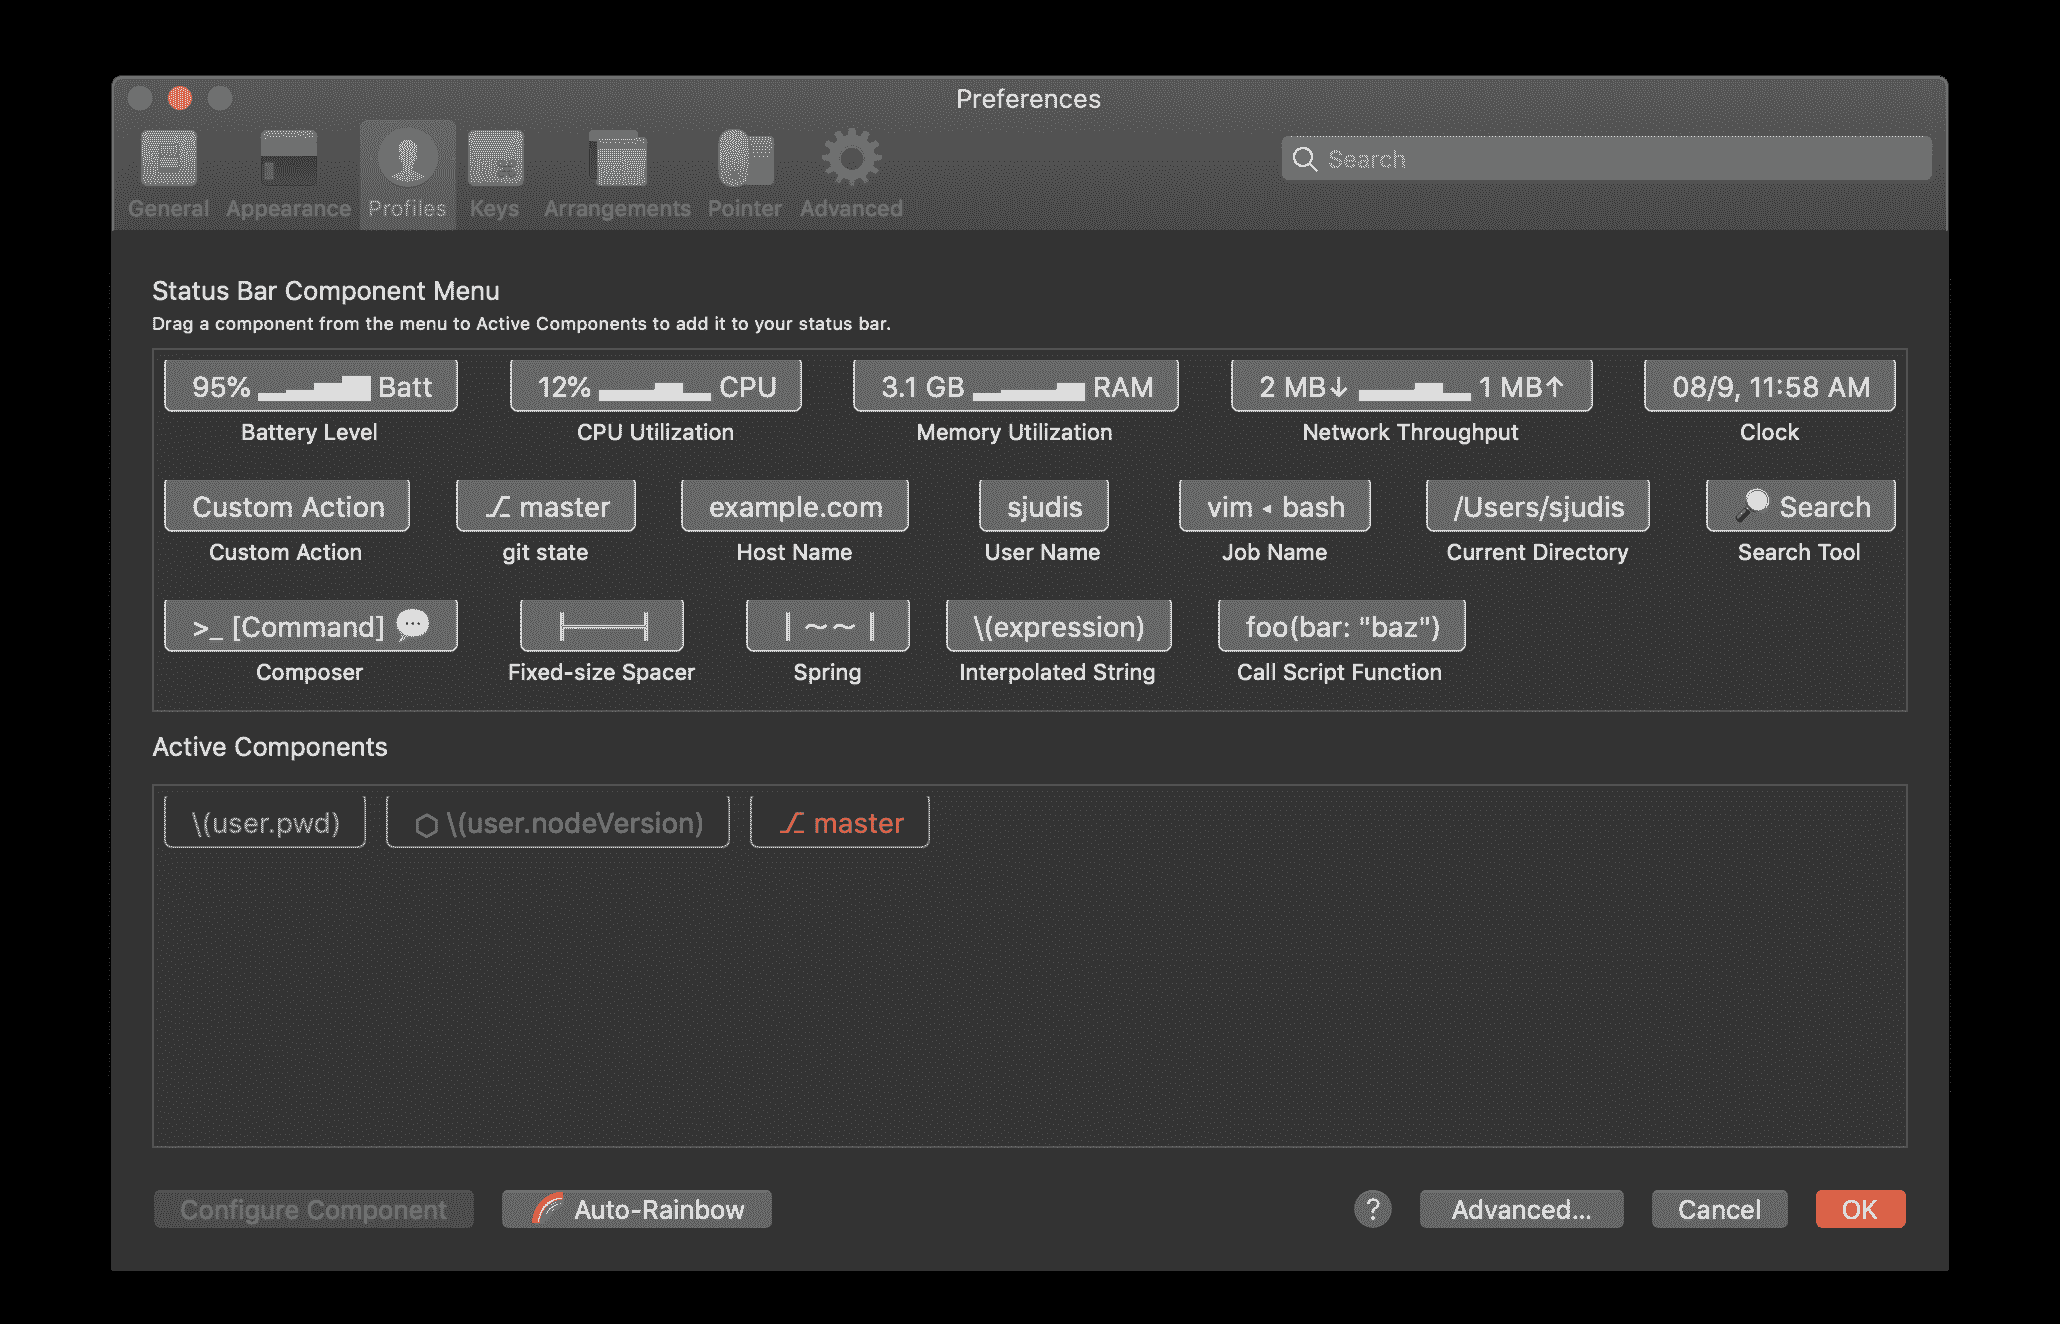 Preferences
General Appearance Profiles Keys Arrangements Pointer Advanced
Search
Status Bar Component Menu
Drag a component from the menu to Active Components to add it to your status bar.
95% Batt 12% CPU 3.1 GB RAM 2 MB↓ 1 MB↑ 08/9, 11:58 AM
Battery Level CPU Utilization Memory Utilization Network Throughput Clock
Custom Action master example.com sjudis vim ◂ bash /Users/sjudis Search
Custom Action git state Host Name User Name Job Name Current Directory Search Tool
>_ [Command] | ~~ | \(expression) foo(bar: "baz")
Composer Fixed-size Spacer Spring Interpolated String Call Script Function
Active Components
\(user.pwd) \(user.nodeVersion) master
Configure Component Auto-Rainbow ? Advanced... Cancel OK